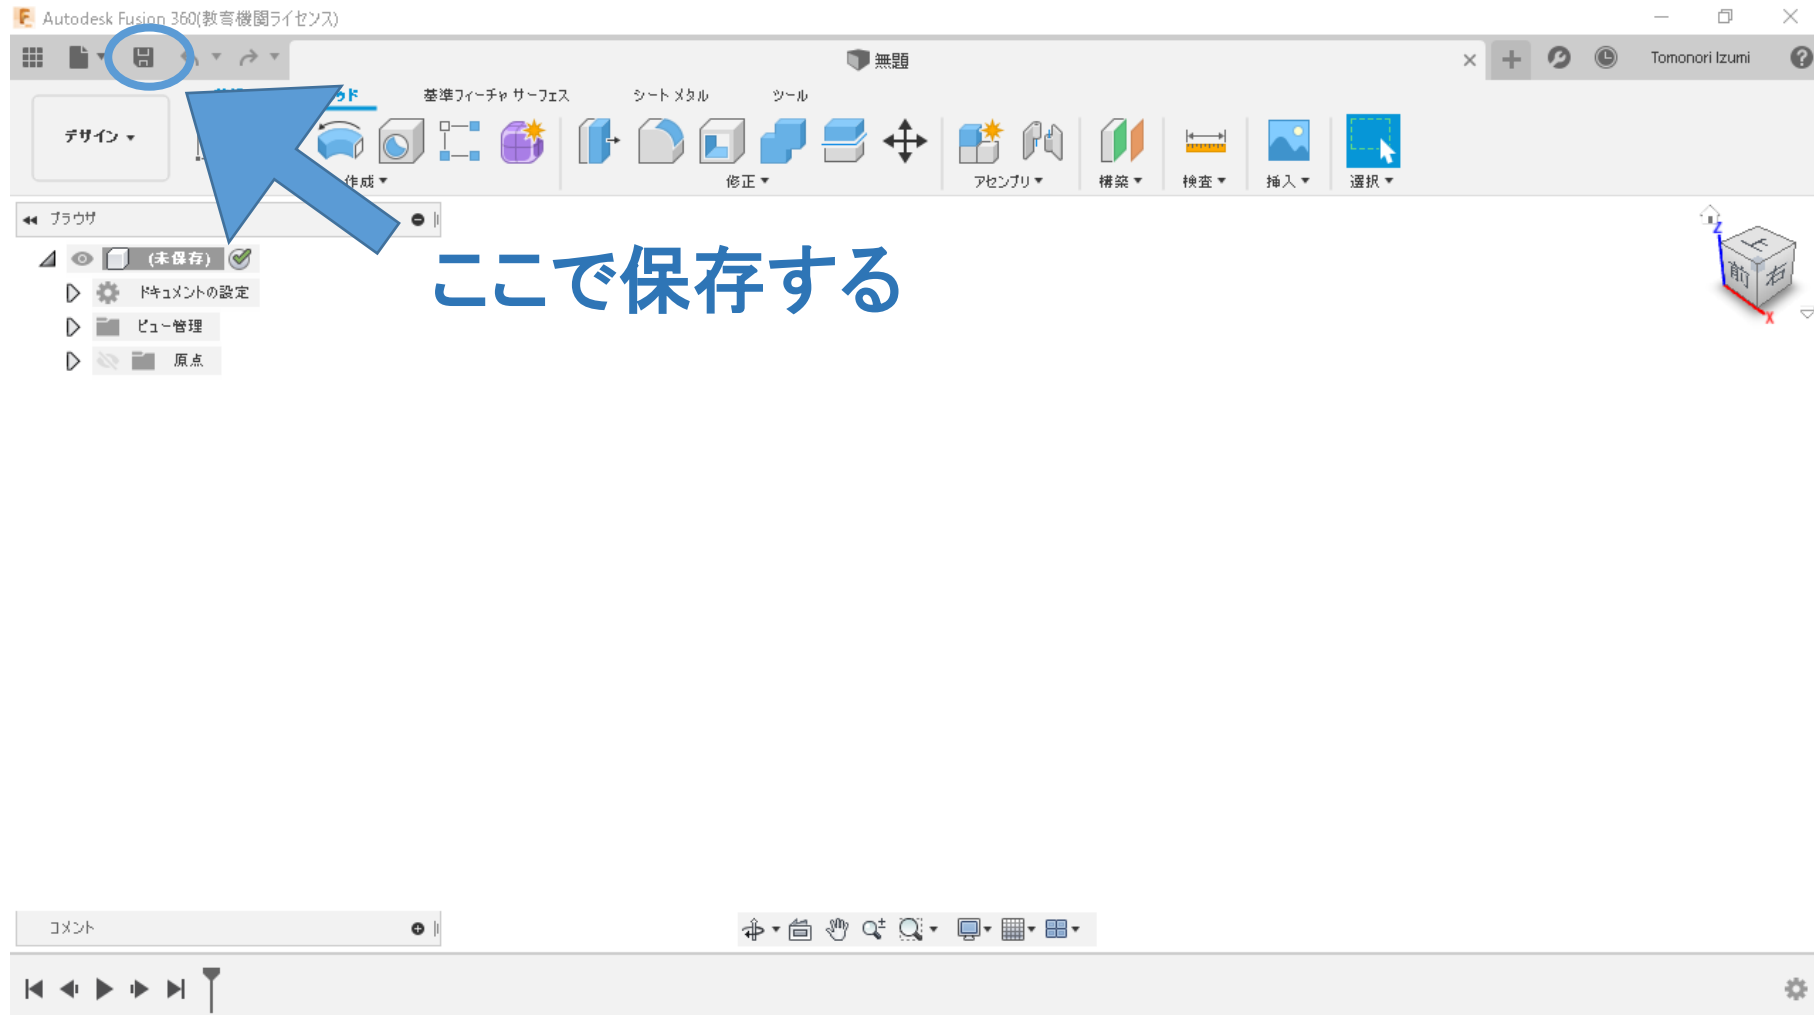 Autodesk Fusion 360(教育機関ライセンス)
無題
Tomonori Izumi
基準フィーチャ サーフェス
シート メタル
ツール
デザイン
作成
修正
アセンブリ
構築
検査
挿入
選択
ブラウザ
ここで保存する
(未保存)
ドキュメントの設定
ビュー管理
原点
Z
上
前
右
X
コメント